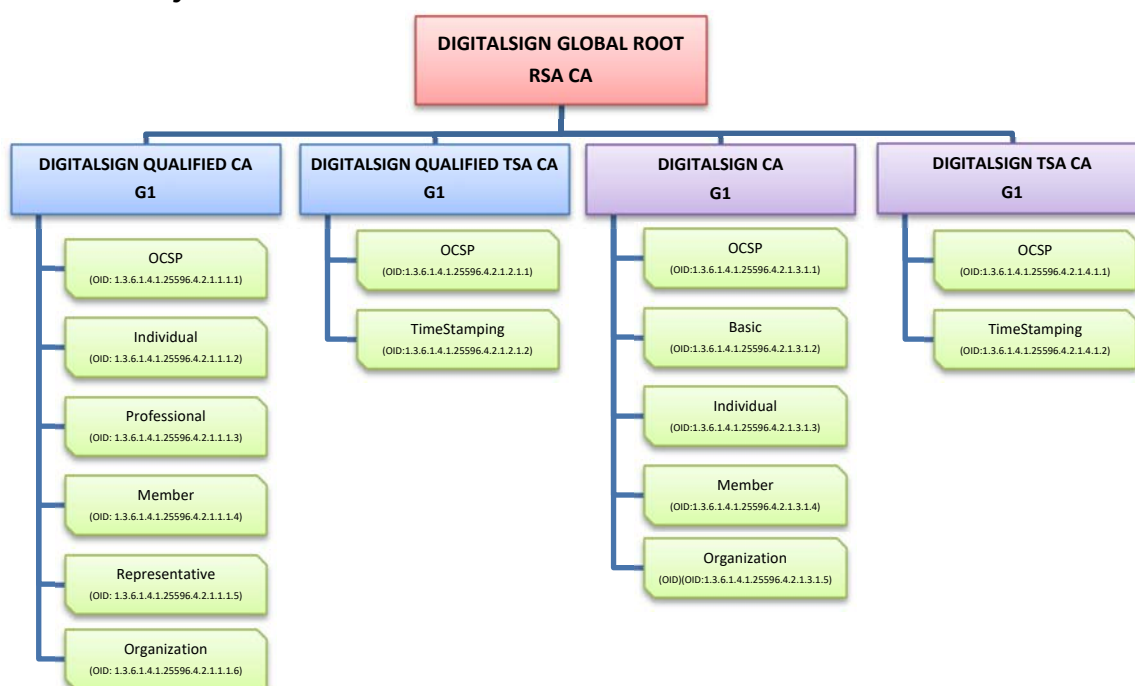 DIGITALSIGN GLOBAL ROOT
RSA CA
DIGITALSIGN QUALIFIED CA
G1
OCSP
(OID: 1.3.6.1.4.1.25596.4.2.1.1.1.1)
Individual
(OID: 1.3.6.1.4.1.25596.4.2.1.1.1.2)
Professional
(OID: 1.3.6.1.4.1.25596.4.2.1.1.1.3)
Member
(OID: 1.3.6.1.4.1.25596.4.2.1.1.1.4)
Representative
(OID: 1.3.6.1.4.1.25596.4.2.1.1.1.5)
Organization
(OID: 1.3.6.1.4.1.25596.4.2.1.1.1.6)
DIGITALSIGN QUALIFIED TSA CA
G1
OCSP
(OID:1.3.6.1.4.1.25596.4.2.1.2.1.1)
TimeStamping
(OID:1.3.6.1.4.1.25596.4.2.1.2.1.2)
DIGITALSIGN CA
G1
OCSP
(OID:1.3.6.1.4.1.25596.4.2.1.3.1.1)
Basic
(OID:1.3.6.1.4.1.25596.4.2.1.3.1.2)
Individual
(OID:1.3.6.1.4.1.25596.4.2.1.3.1.3)
Member
(OID:1.3.6.1.4.1.25596.4.2.1.3.1.4)
Organization
(OID)(OID:1.3.6.1.4.1.25596.4.2.1.3.1.5)
DIGITALSIGN TSA CA
G1
OCSP
(OID:1.3.6.1.4.1.25596.4.2.1.4.1.1)
TimeStamping
(OID:1.3.6.1.4.1.25596.4.2.1.4.1.2)